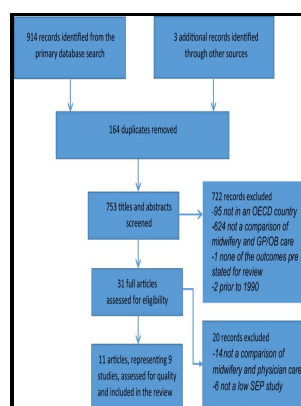 914 records identified from the
primary database search
3 additional records identified
through other sources
164 duplicates removed
753 titles and abstracts
screened
722 records excluded
-95 not in an OECD country
-624 not a comparison of
midwifery and GP/OB care
-1 none of the outcomes pre
stated for review
-2 prior to 1990
31 full articles
assessed for eligibility
20 records excluded
-14 not a comparison of
midwifery and physician care
-6 not a low SEP study
11 articles, representing 9
studies, assessed for quality
and included in the review